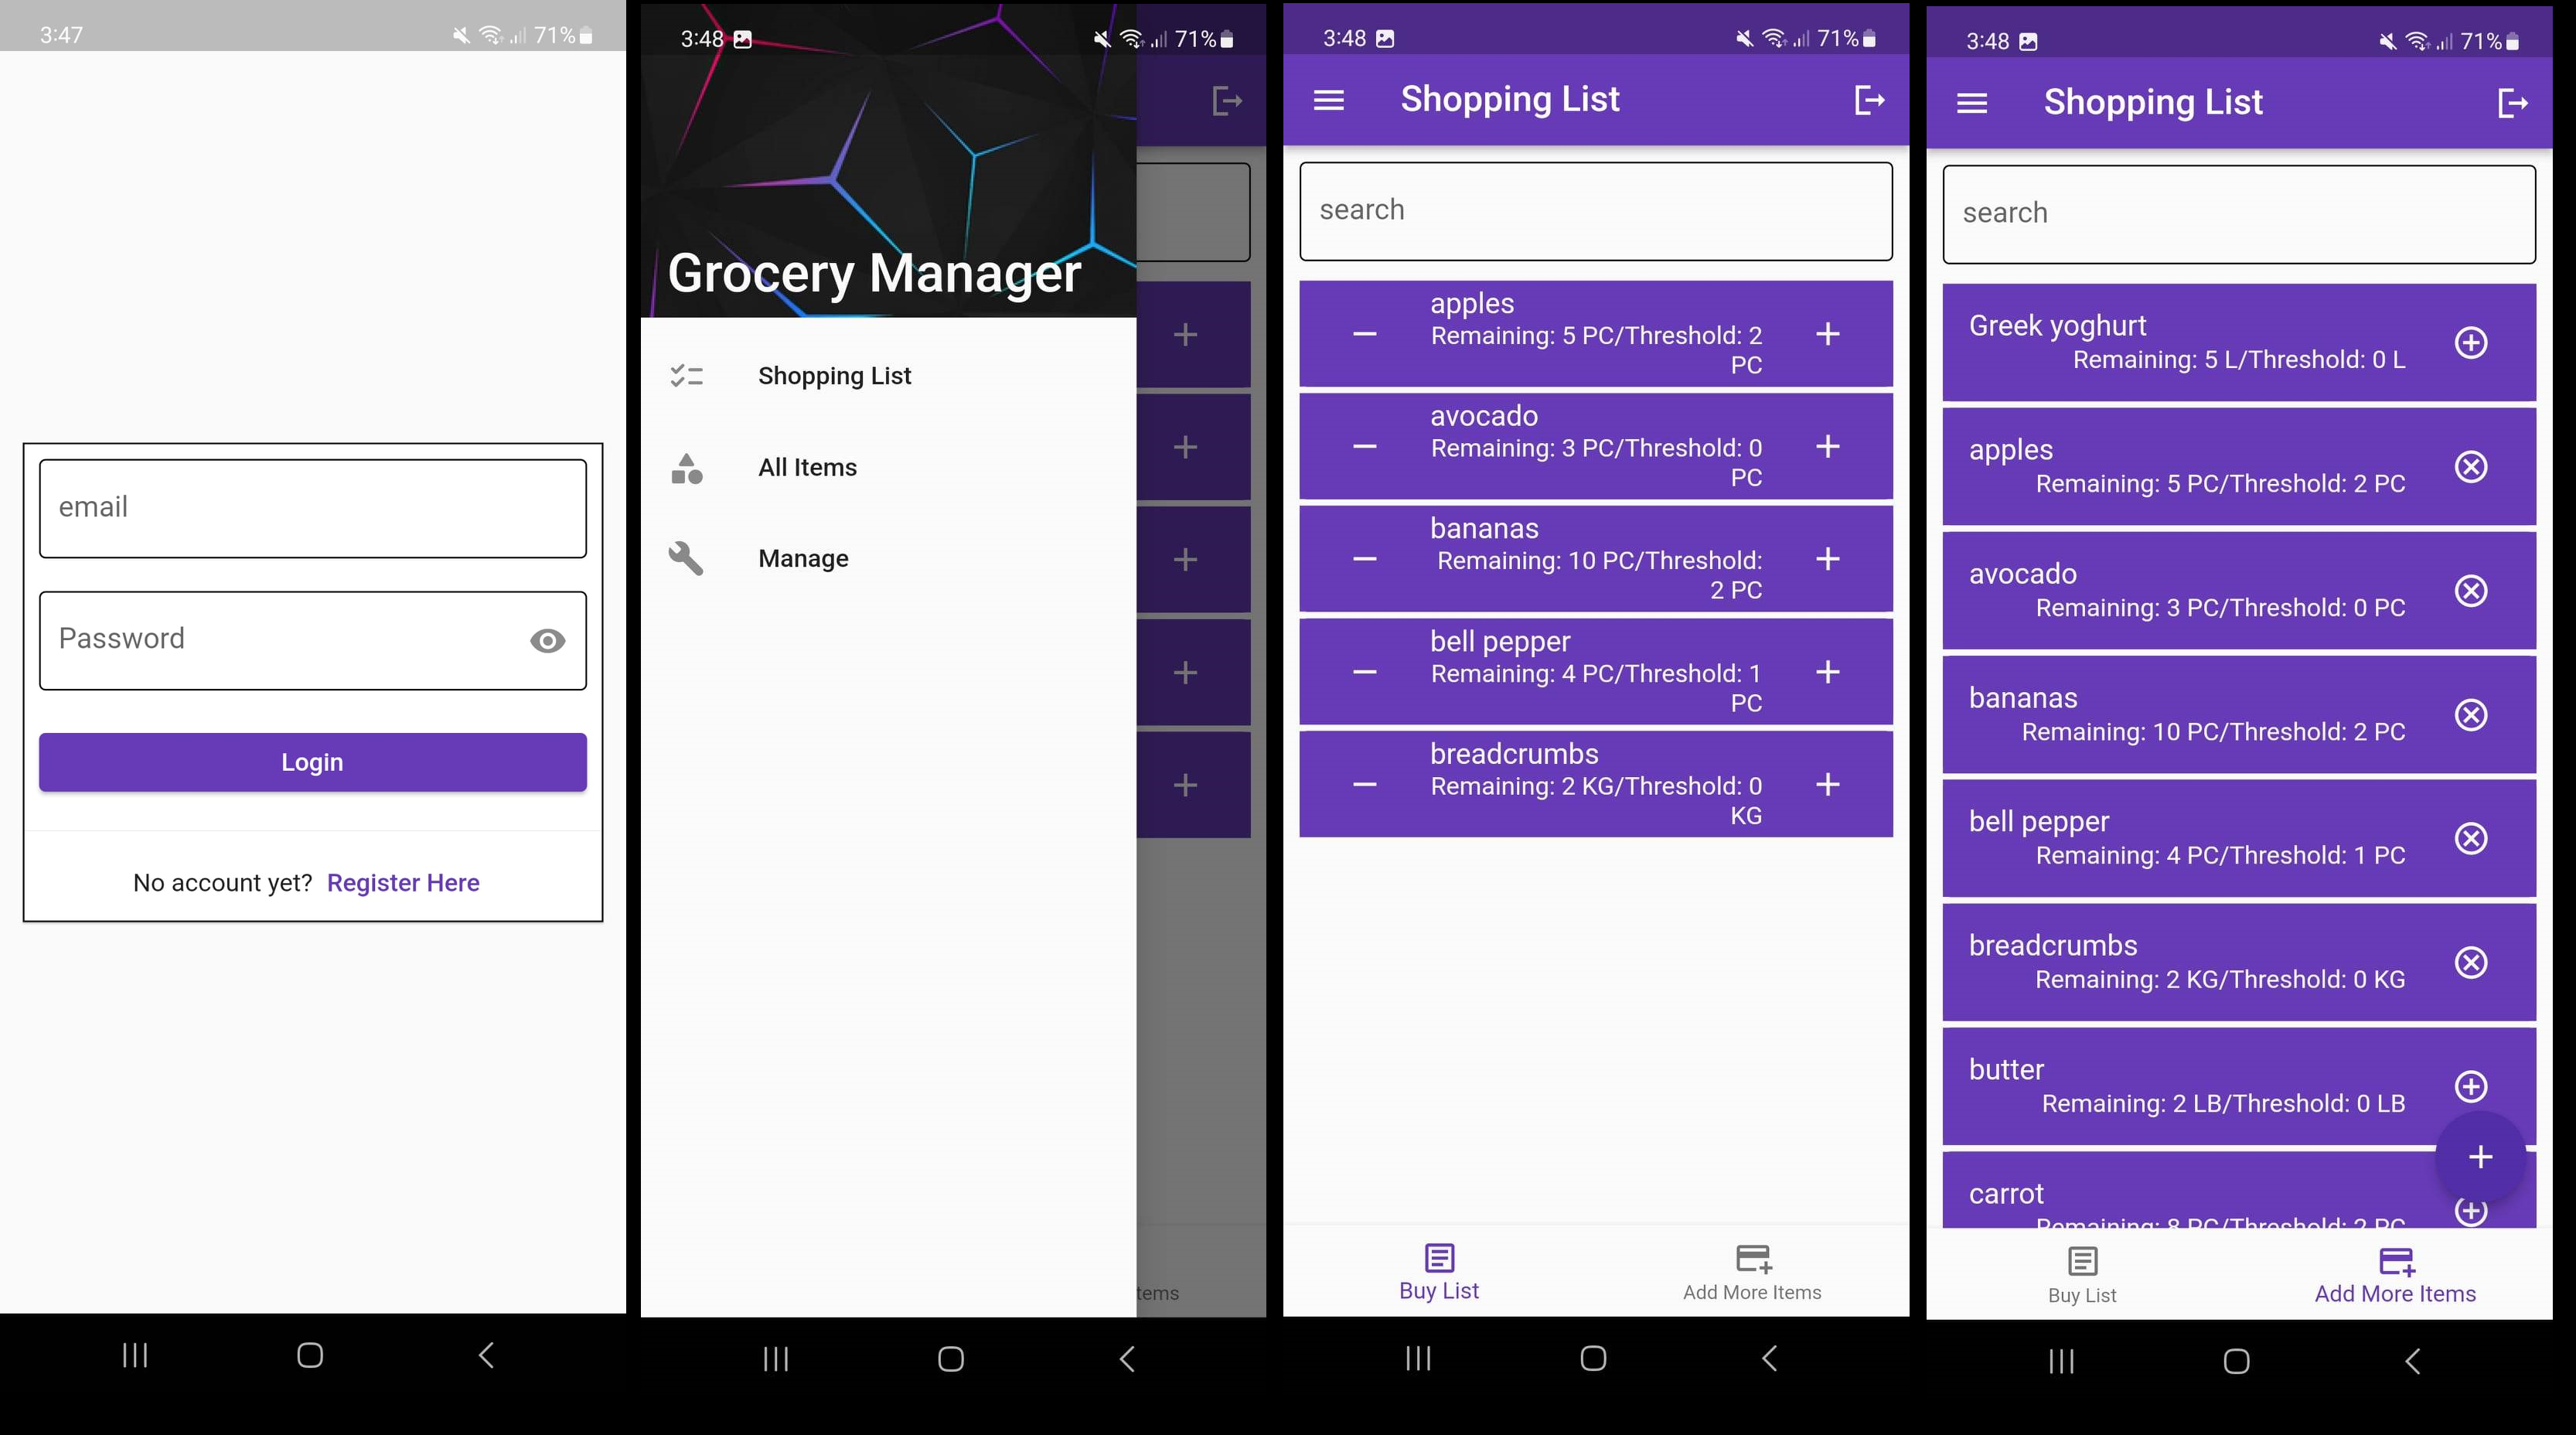 3:47
71%
email
Password
Login
No account yet? Register Here
3:48
71%
Grocery Manager
Shopping List
All Items
Manage
tems
3:48
71%
Shopping List
search
apples
Remaining: 5 PC/Threshold: 2
PC
avocado
Remaining: 3 PC/Threshold: 0
PC
bananas
Remaining: 10 PC/Threshold:
2 PC
bell pepper
Remaining: 4 PC/Threshold: 1
PC
breadcrumbs
Remaining: 2 KG/Threshold: 0
KG
Buy List
Add More Items
3:48
71%
Shopping List
search
Greek yoghurt
Remaining: 5 L/Threshold: 0 L
apples
Remaining: 5 PC/Threshold: 2 PC
avocado
Remaining: 3 PC/Threshold: 0 PC
bananas
Remaining: 10 PC/Threshold: 2 PC
bell pepper
Remaining: 4 PC/Threshold: 1 PC
breadcrumbs
Remaining: 2 KG/Threshold: 0 KG
butter
Remaining: 2 LB/Threshold: 0 LB
carrot
Remaining: 8 PC/Threshold: 2 PC
Buy List
Add More Items